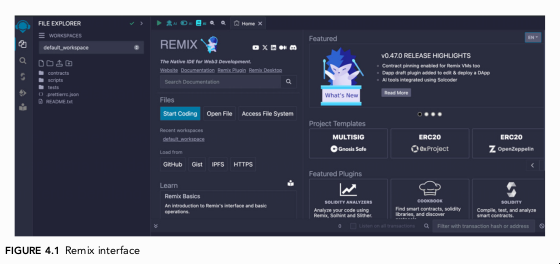 FILE EXPLORER
WORKSPACES
default_workspace
contracts
scripts
tests
.prettierrc.json
README.txt
AI
AI
AI
Home
REMIX
The Native IDE for Web3 Development.
Website Documentation Remix Plugin Remix Desktop
Search Documentation
Files
Start Coding
Open File
Access File System
Recent workspaces
default_workspace
Load from
GitHub
Gist
IPFS
HTTPS
Learn
Remix Basics
An introduction to Remix's interface and basic
operations.
Featured
EN
What's New
v0.47.0 RELEASE HIGHLIGHTS
Contract pinning enabled for Remix VMs too
Dapp draft plugin added to edit & deploy a DApp
AI tools integrated using Solcoder
Read More
Project Templates
MULTISIG
Gnosis Safe
ERC20
0xProject
ERC20
OpenZeppelin
Featured Plugins
SOLIDITY ANALYZERS
Analyze your code using
Remix, Solhint and Slither.
COOKBOOK
Find smart contracts, solidity
libraries, and discover
SOLIDITY
Compile, test, and analyze
smart contracts.
0
Listen on all transactions
Filter with transaction hash or address
FIGURE 4.1 Remix interface